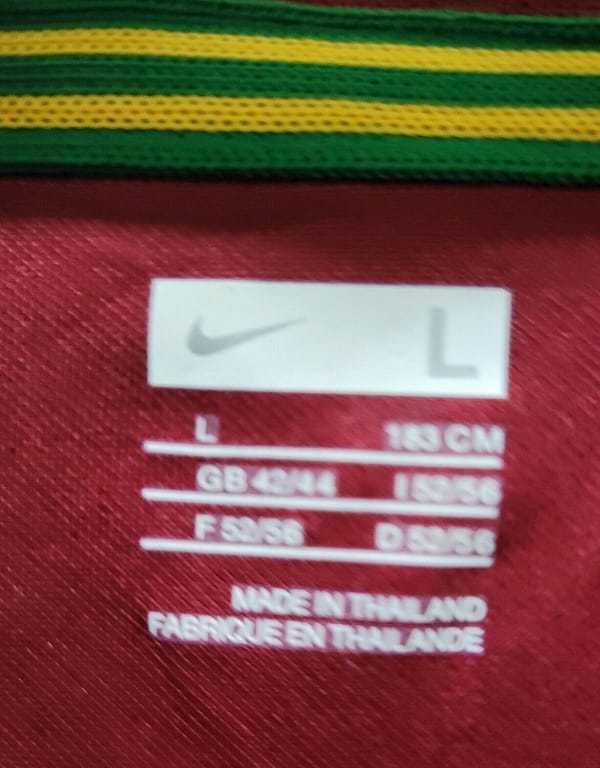 L
L 183 CM
GB 42/44 I 52/56
F 52/56 D 52/56
MADE IN THAILAND
FABRIQUE EN THAILANDE